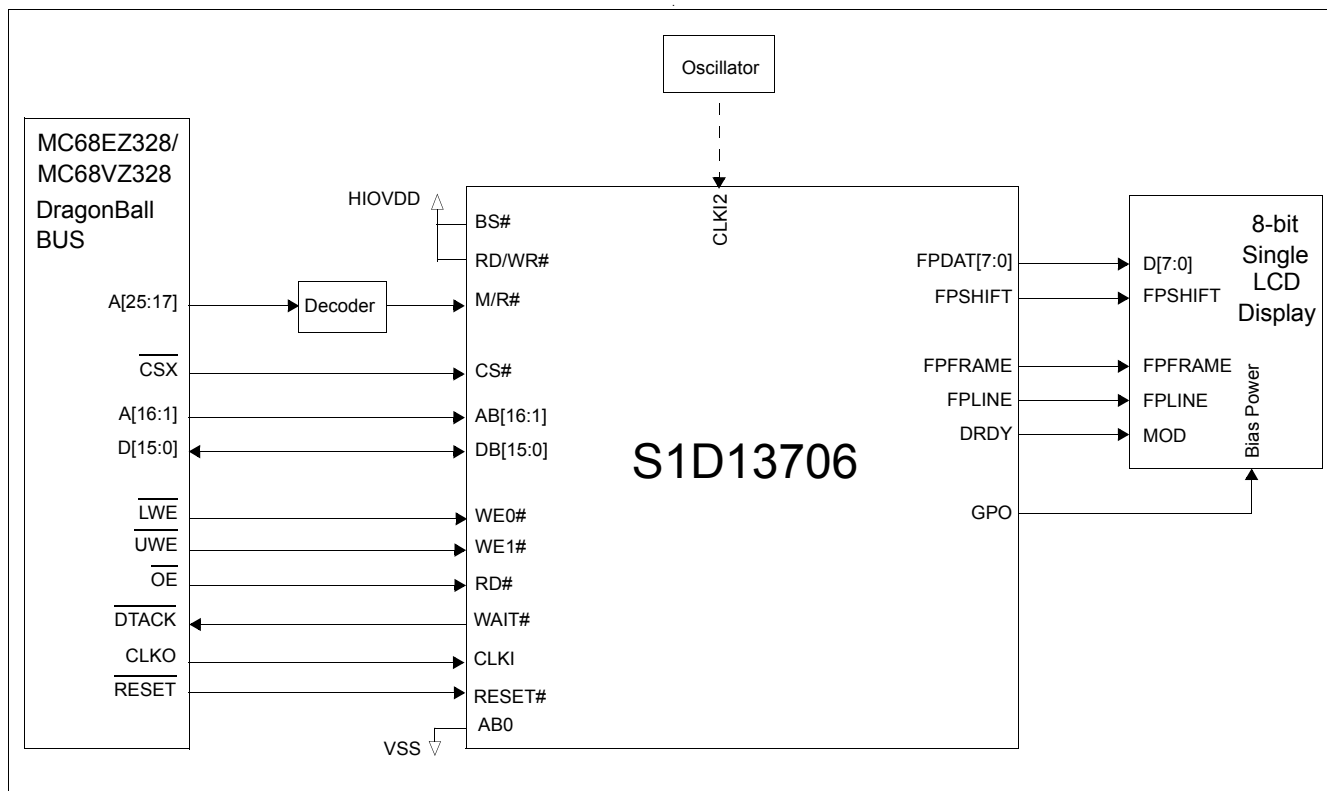 Oscillator
MC68EZ328/
MC68VZ328
DragonBall
BUS
A[25:17]
CSX
A[16:1]
D[15:0]
LWE
UWE
OE
DTACK
CLKO
RESET
HIOVDD
Decoder
VSS
CLKI2
BS#
RD/WR#
M/R#
CS#
AB[16:1]
DB[15:0]
WE0#
WE1#
RD#
WAIT#
CLKI
RESET#
AB0
S1D13706
FPDAT[7:0]
FPSHIFT
FPFRAME
FPLINE
DRDY
GPO
8-bit
Single
LCD
Display
D[7:0]
FPSHIFT
FPFRAME
FPLINE
MOD
Bias Power